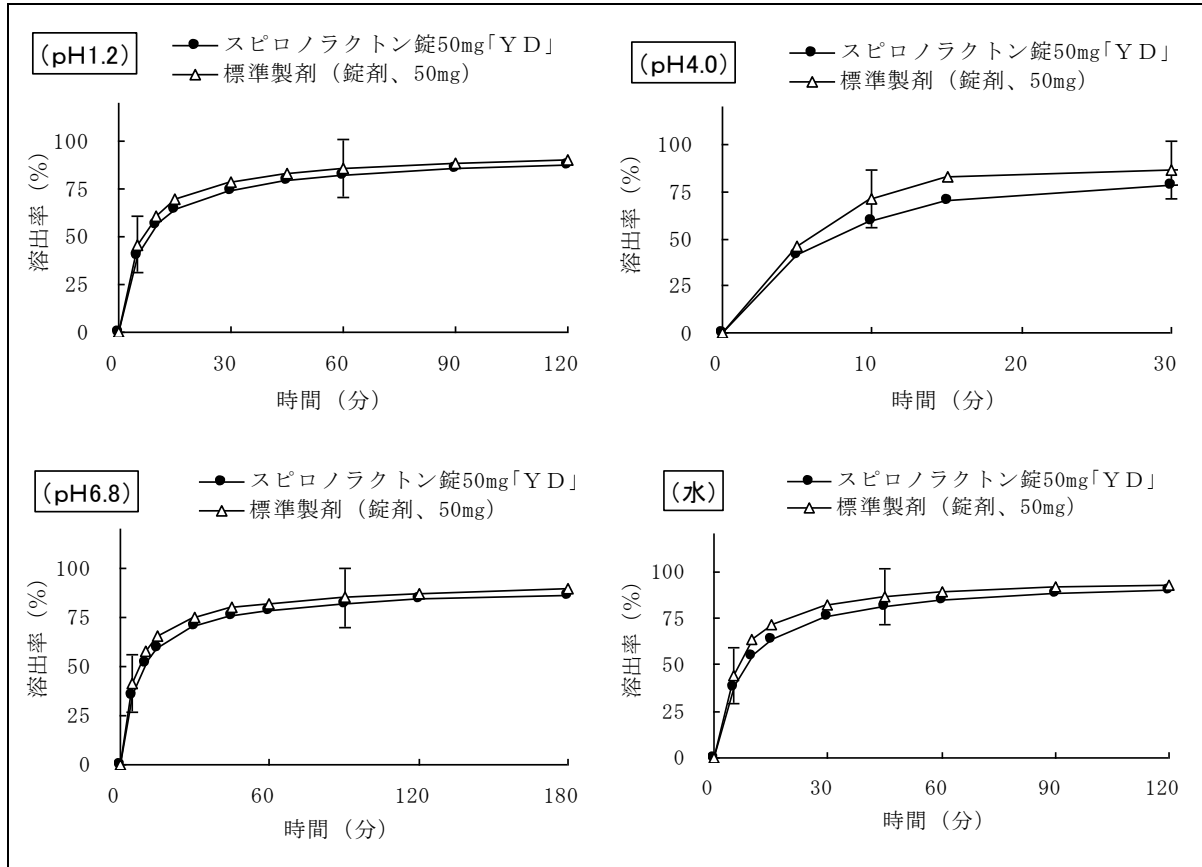 (pH1.2)
スピロノラクトン錠50mg「ＹＤ」
標準製剤（錠剤、50mg）
溶出率（%）
100
75
50
25
0
0 30 60 90 120
時間（分）
(pH4.0)
スピロノラクトン錠50mg「ＹＤ」
標準製剤（錠剤、50mg）
溶出率（%）
100
75
50
25
0
0 10 20 30
時間（分）
(pH6.8)
スピロノラクトン錠50mg「ＹＤ」
標準製剤（錠剤、50mg）
溶出率（%）
100
75
50
25
0
0 60 120 180
時間（分）
(水)
スピロノラクトン錠50mg「ＹＤ」
標準製剤（錠剤、50mg）
溶出率（%）
100
75
50
25
0
0 30 60 90 120
時間（分）